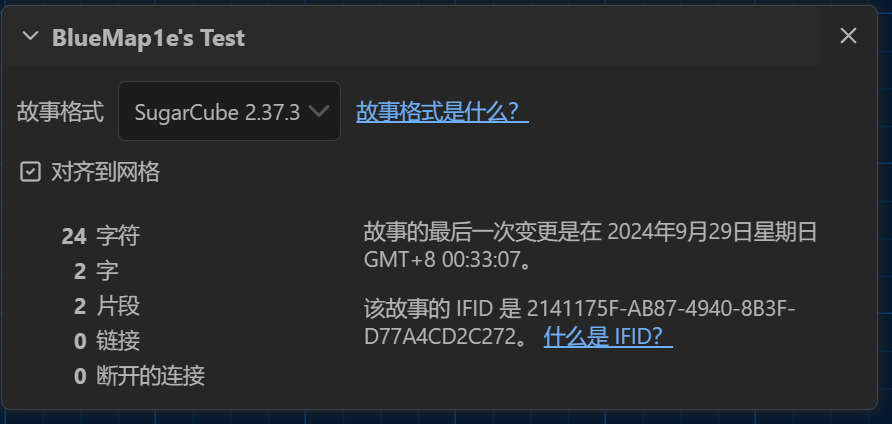 BlueMap1e's Test
故事格式 SugarCube 2.37.3 故事格式是什么？
对齐到网格
24 字符
2 字
2 片段
0 链接
0 断开的连接
故事的最后一次变更是在 2024年9月29日星期日
GMT+8 00:33:07。
该故事的 IFID 是 2141175F-AB87-4940-8B3F-
D77A4CD2C272。 什么是 IFID？